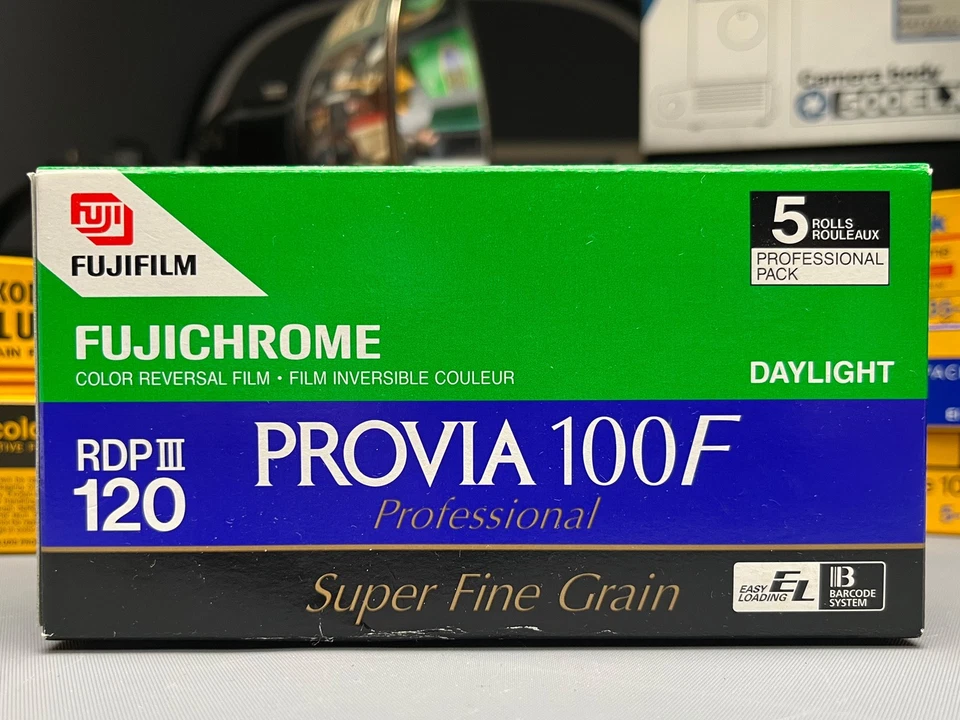 Camera body
500EL
FUJI
FUJIFILM
5 ROLLS
ROULEAUX
PROFESSIONAL
PACK
FUJICHROME
COLOR REVERSAL FILM • FILM INVERSIBLE COULEUR
DAYLIGHT
RDP III
120
PROVIA 100F
Professional
Super Fine Grain
EASY
LOADING
EL
B
BARCODE
SYSTEM